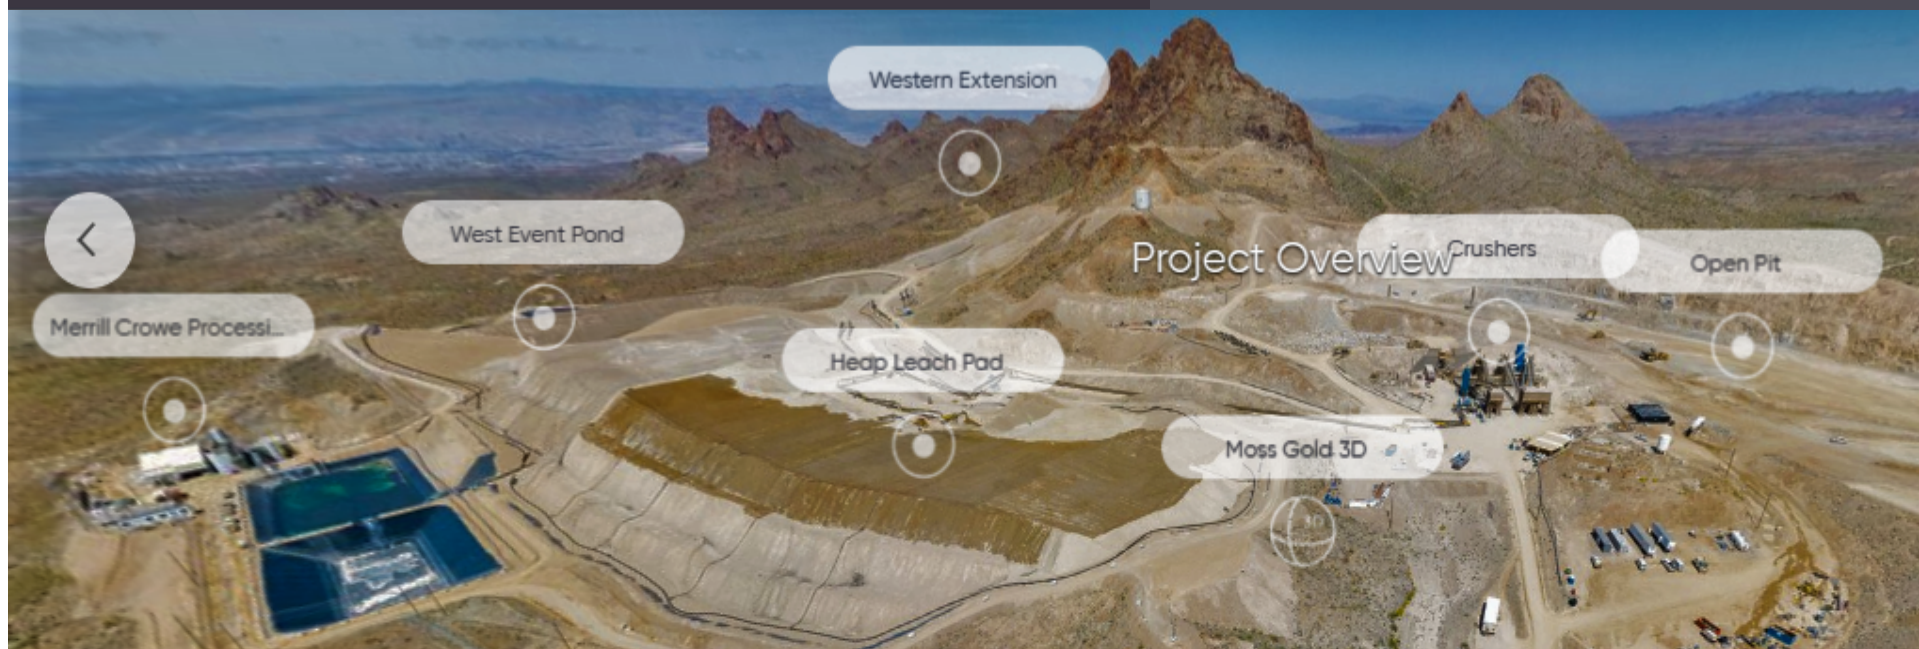 Western Extension
West Event Pond
Project Overview
Crushers
Open Pit
Merrill Crowe Processi...
Heap Leach Pad
Moss Gold 3D
3D